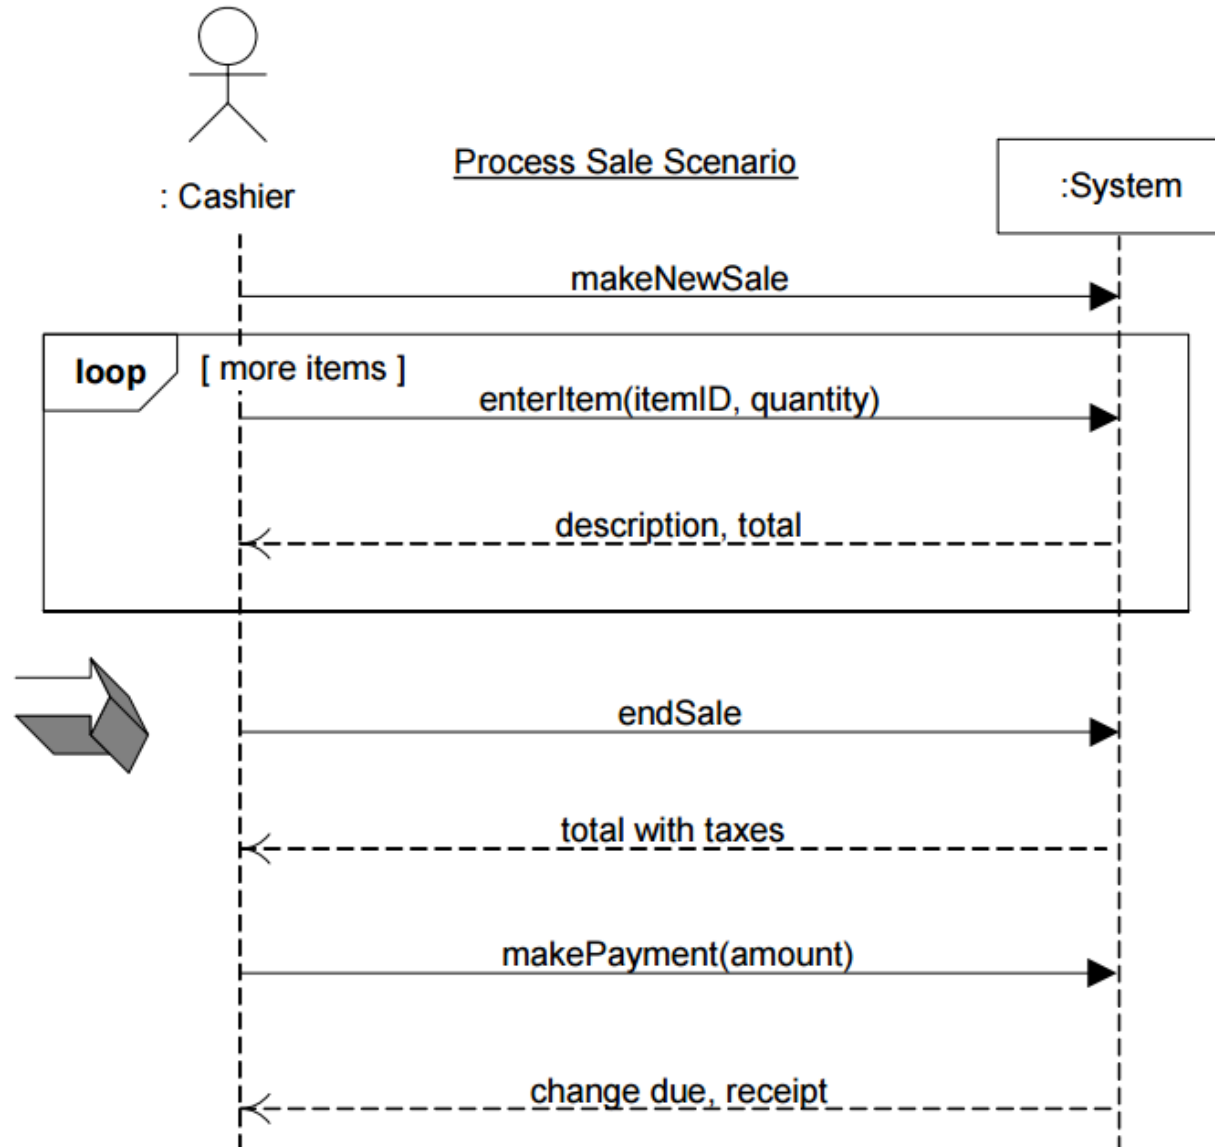 Process Sale Scenario
: Cashier
:System
makeNewSale
loop
[ more items ]
enterItem(itemID, quantity)
description, total
endSale
total with taxes
makePayment(amount)
change due, receipt